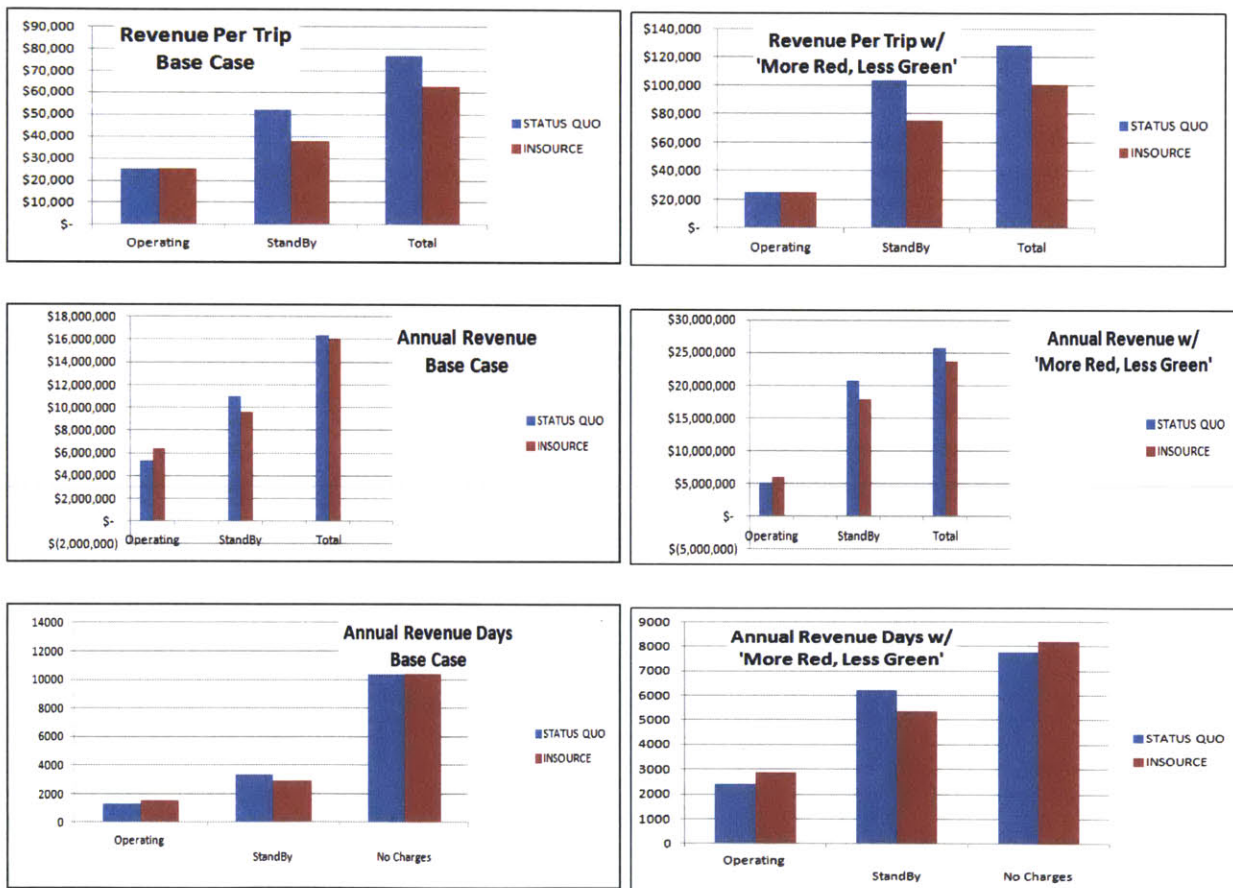 Revenue Per Trip
Base Case
$90,000
$80,000
$70,000
$60,000
$50,000
$40,000
$30,000
$20,000
$10,000
$-
Operating
StandBy
Total
STATUS QUO
INSOURCE
Revenue Per Trip w/
'More Red, Less Green'
$140,000
$120,000
$100,000
$80,000
$60,000
$40,000
$20,000
$-
Operating
StandBy
Total
STATUS QUO
INSOURCE
Annual Revenue
Base Case
$18,000,000
$16,000,000
$14,000,000
$12,000,000
$10,000,000
$8,000,000
$6,000,000
$4,000,000
$2,000,000
$-
$(2,000,000)
Operating
StandBy
Total
STATUS QUO
INSOURCE
Annual Revenue w/
'More Red, Less Green'
$30,000,000
$25,000,000
$20,000,000
$15,000,000
$10,000,000
$5,000,000
$-
$(5,000,000)
Operating
StandBy
Total
STATUS QUO
INSOURCE
Annual Revenue Days
Base Case
14000
12000
10000
8000
6000
4000
2000
0
Operating
StandBy
No Charges
STATUS QUO
INSOURCE
Annual Revenue Days w/
'More Red, Less Green'
9000
8000
7000
6000
5000
4000
3000
2000
1000
0
Operating
StandBy
No Charges
STATUS QUO
INSOURCE